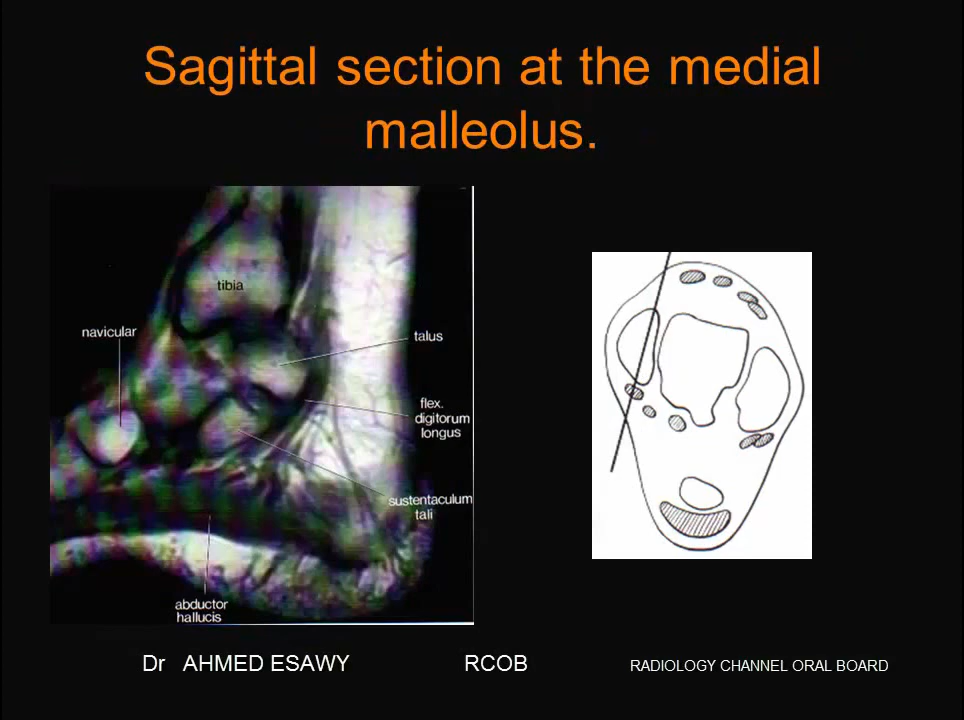 Sagittal section at the medial
malleolus.
tibia
navicular
talus
flex.
digitorum
longus
sustentaculum
tali
abductor
hallucis
Dr AHMED ESAWY RCOB RADIOLOGY CHANNEL ORAL BOARD